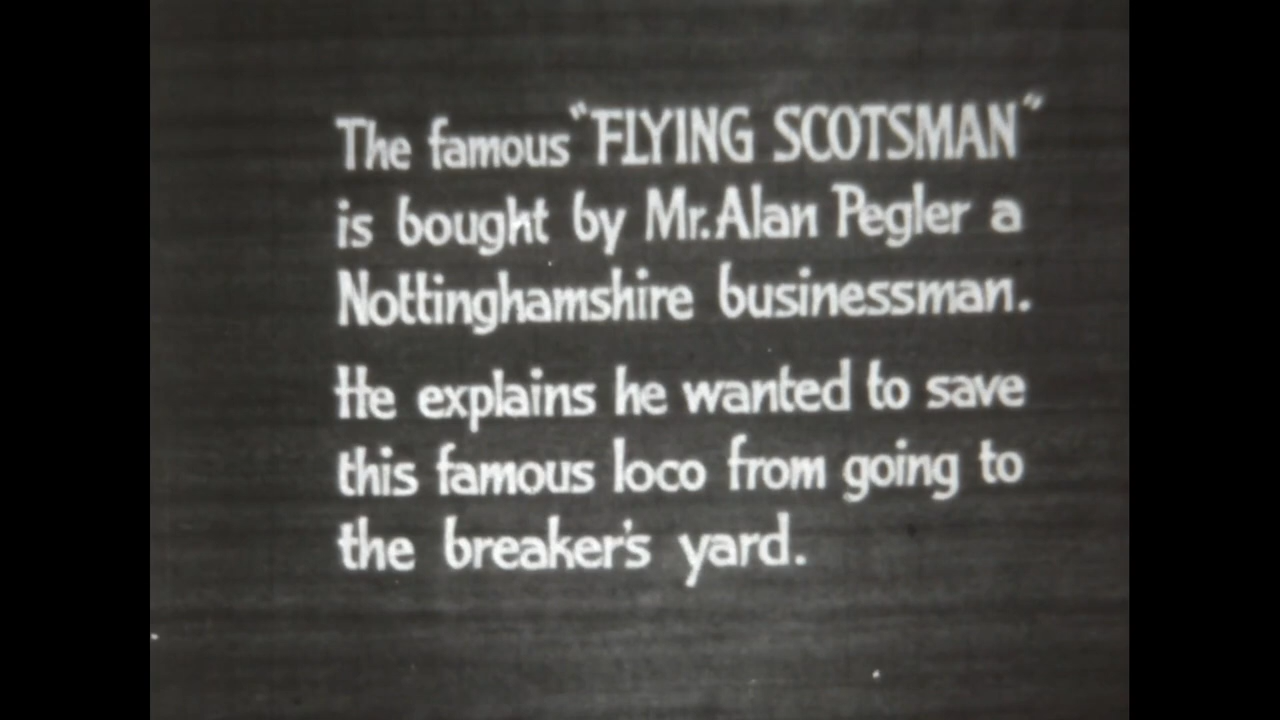 The famous "FLYING SCOTSMAN"
is bought by Mr. Alan Pegler a
Nottinghamshire businessman.
He explains he wanted to save
this famous loco from going to
the breaker's yard.